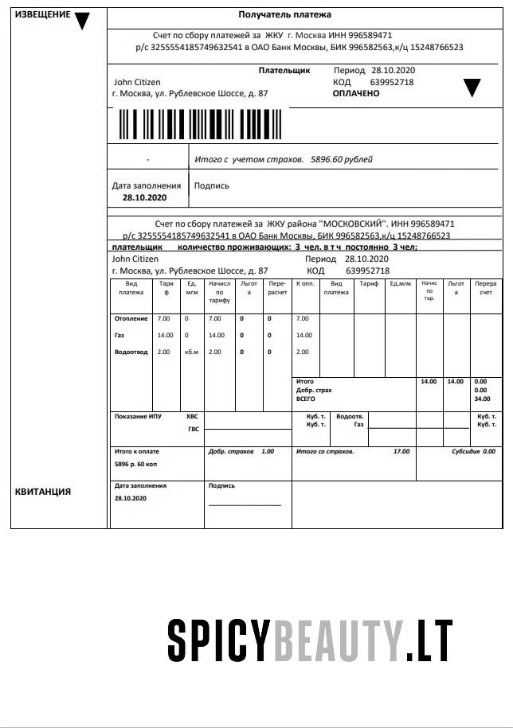 ИЗВЕЩЕНИЕ
Получатель платежа
Счет по сбору платежей за ЖКУ г. Москва ИНН 996589471
р/с 3255554185749632541 в ОАО Банк Москвы, БИК 996582563,к/ц 15248766523
Плательщик Период 28.10.2020
John Citizen КОД 639952718
г. Москва, ул. Рублевское Шоссе, д. 87 ОПЛАЧЕНО
- Итого с учетом страхов. 5896.60 рублей
Дата заполнения Подпись
28.10.2020
Счет по сбору платежей за ЖКУ района "МОСКОВСКИЙ". ИНН 996589471
р/с 3255554185749632541 в ОАО Банк Москвы, БИК 996582563,к/ц 15248766523
плательщик количество проживающих: 3 чел. в т ч постоянно 3 чел;
John Citizen Период 28.10.2020
г. Москва, ул. Рублевское Шоссе, д. 87 КОД 639952718
Вид платежа Тариф Ед. м/м Начисл по тарифу Льгота Перерасчет К опл. Вид платежа Тариф Ед.м/м Начис по тар. Льгота Перерасчет
Отопление 7.00 0 7.00 0 0 7.00
Газ 14.00 0 14.00 0 0 14.00
Водоотвод 2.00 кб.м 2.00 0 0 2.00
Итого 14.00 14.00 0.00
Добр. страх 0.00
ВСЕГО 34.00
Показание ИПУ ХВС Куб. т. Водоотв. Куб. т.
ГВС Куб. т. Газ Куб. т.
Итого к оплате Добр. страхов 1.00 Итого со страхов. 17.00 Субсидия 0.00
5896 р. 60 коп
КВИТАНЦИЯ
Дата заполнения Подпись
28.10.2020
SPICYBEAUTY.LT